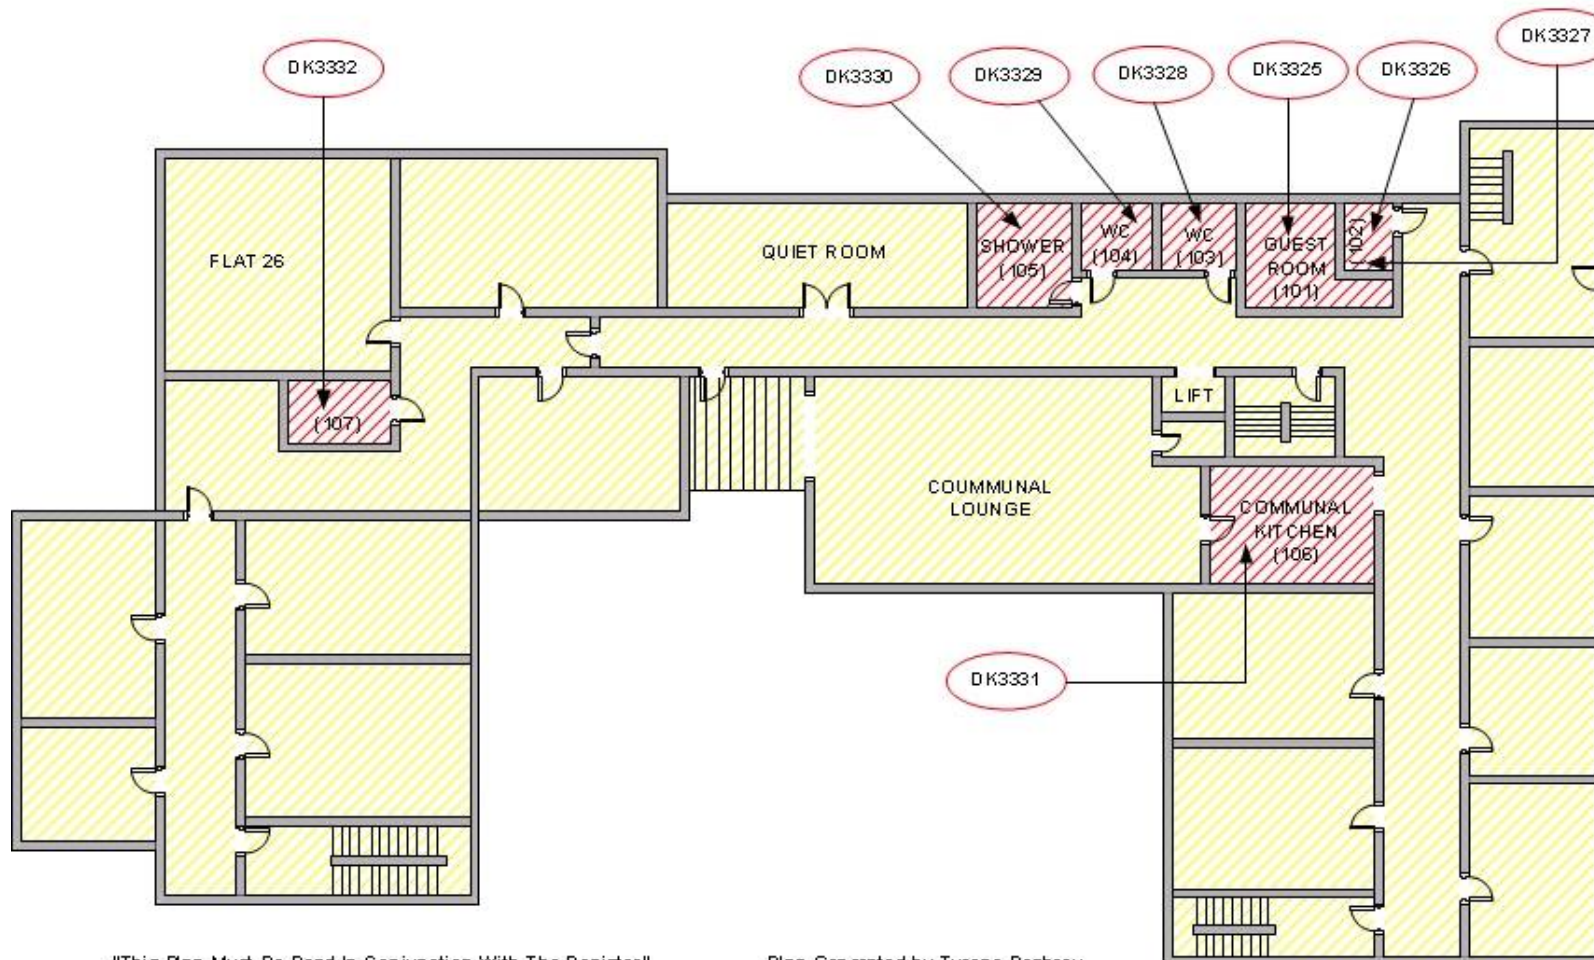 DK3332
DK3330
DK3329
DK3328
DK3325
DK3326
DK3327
FLAT 26
QUIET ROOM
SHOWER
(105)
WC
(104)
WC
(103)
GUEST
ROOM
(101)
102)
(107)
LIFT
COUMMUNAL
LOUNGE
COMMUNAL
KITCHEN
(106)
DK3331
"This Plan Must Be Read In Conjunction With The Register"
Plan Generated by Tyrone